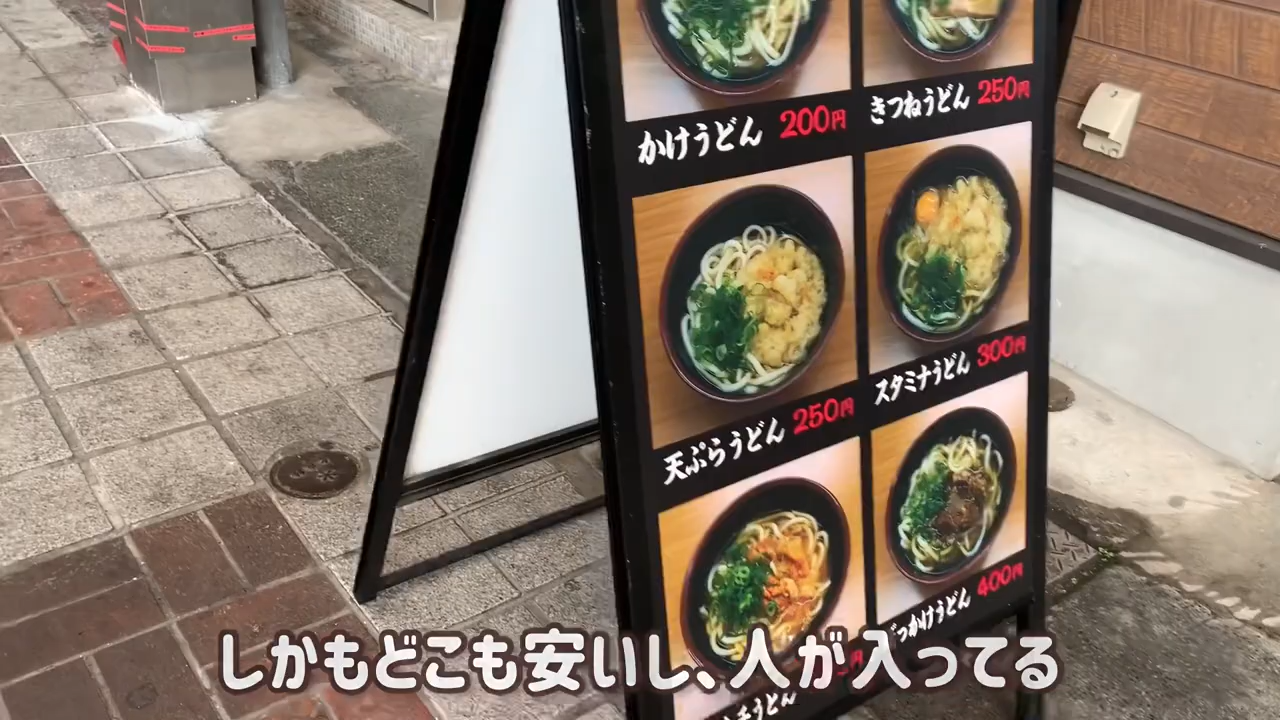 かけうどん 200円
きつねうどん 250円
天ぷらうどん 250円
スタミナうどん 300円
ぶっかけうどん 400円
うどん
しかもどこも安いし、人が入ってる